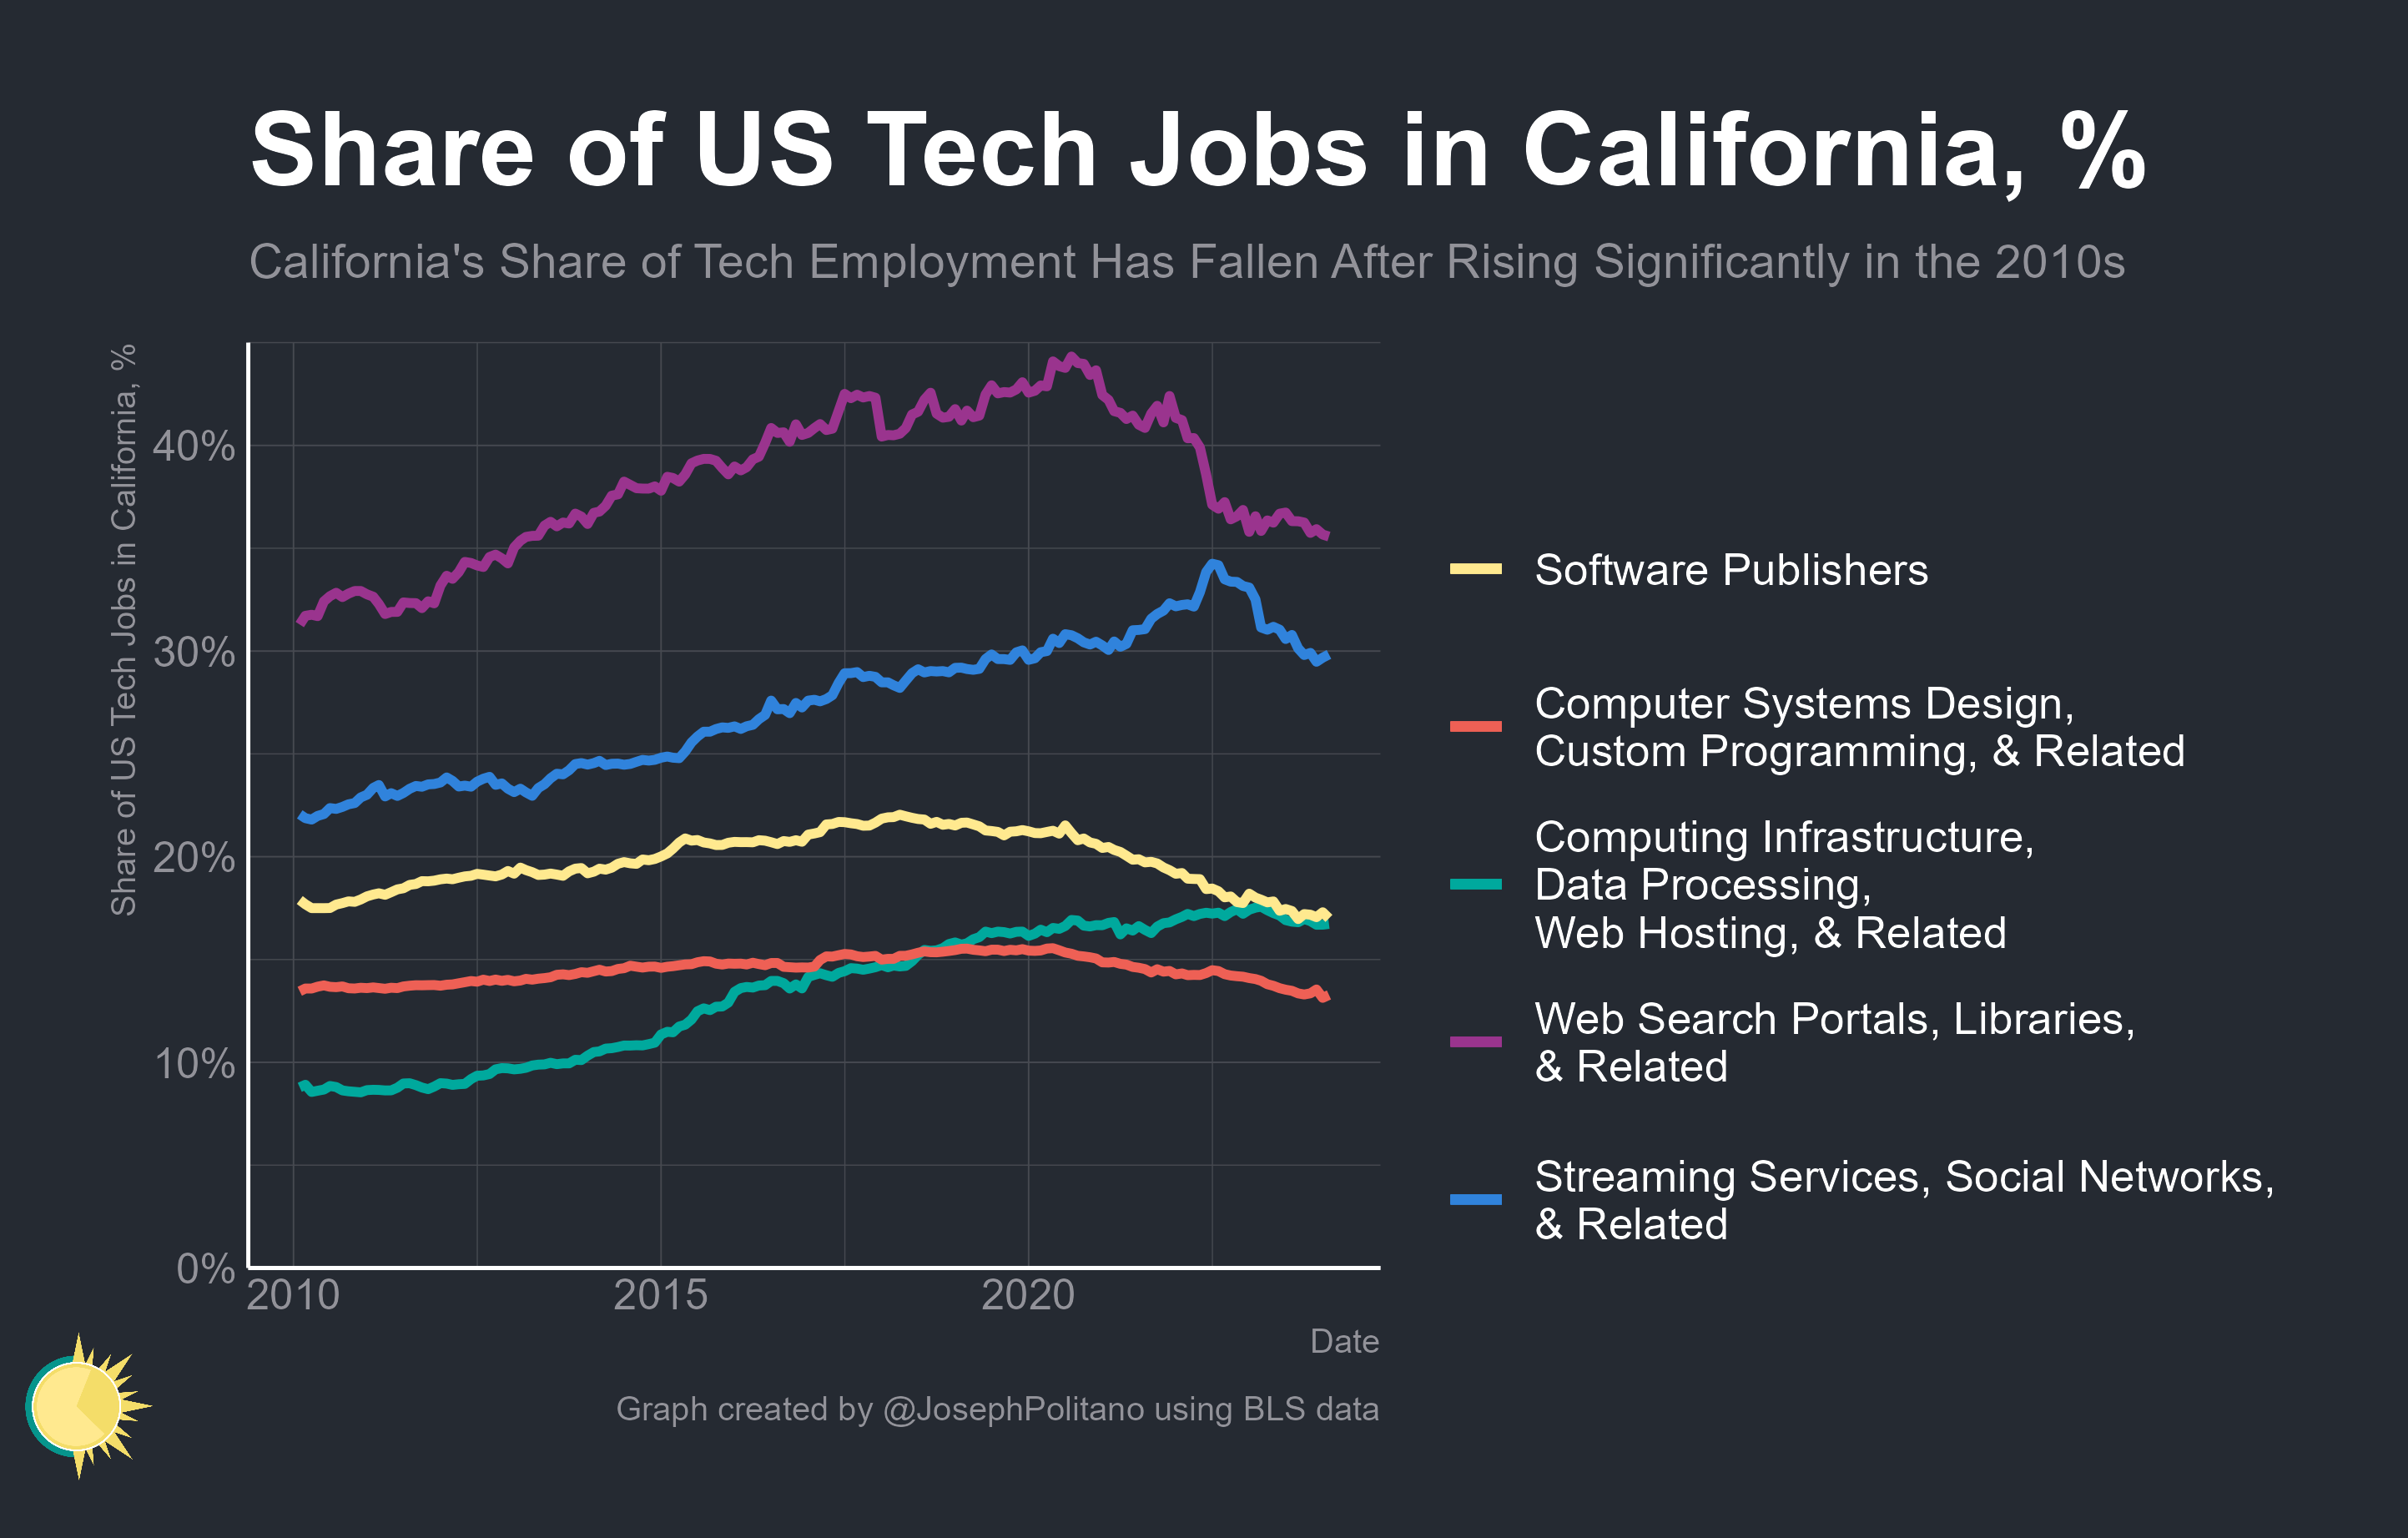 Share of US Tech Jobs in California, %
California's Share of Tech Employment Has Fallen After Rising Significantly in the 2010s
Share of US Tech Jobs in California, %
40%
30%
20%
10%
0%
2010
2015
2020
Date
Software Publishers
Computer Systems Design,
Custom Programming, & Related
Computing Infrastructure,
Data Processing,
Web Hosting, & Related
Web Search Portals, Libraries,
& Related
Streaming Services, Social Networks,
& Related
Graph created by @JosephPolitano using BLS data